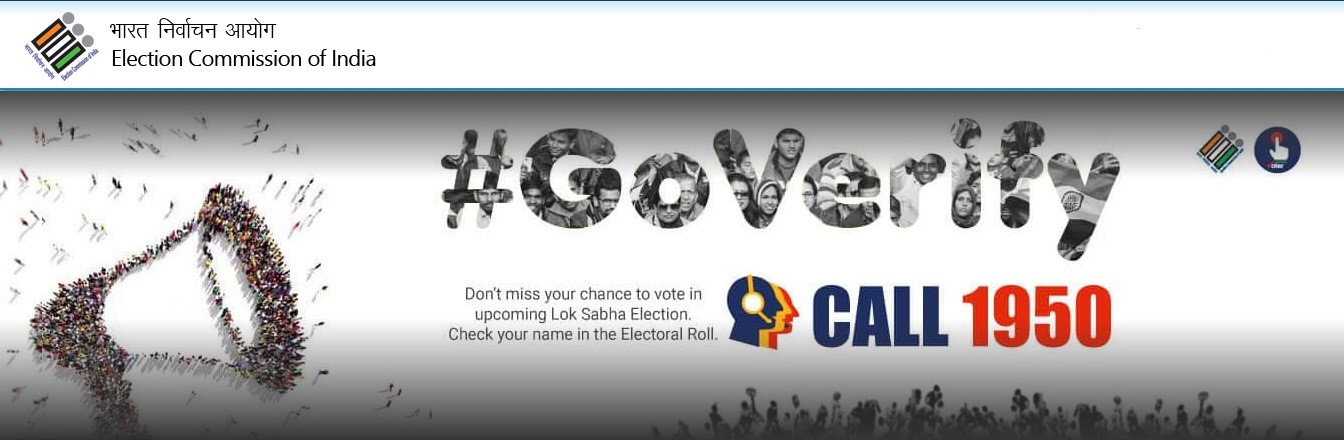 भारत निर्वाचन आयोग
Election Commission of India
#GoVerify
Don't miss your chance to vote in
upcoming Lok Sabha Election.
Check your name in the Electoral Roll.
CALL 1950